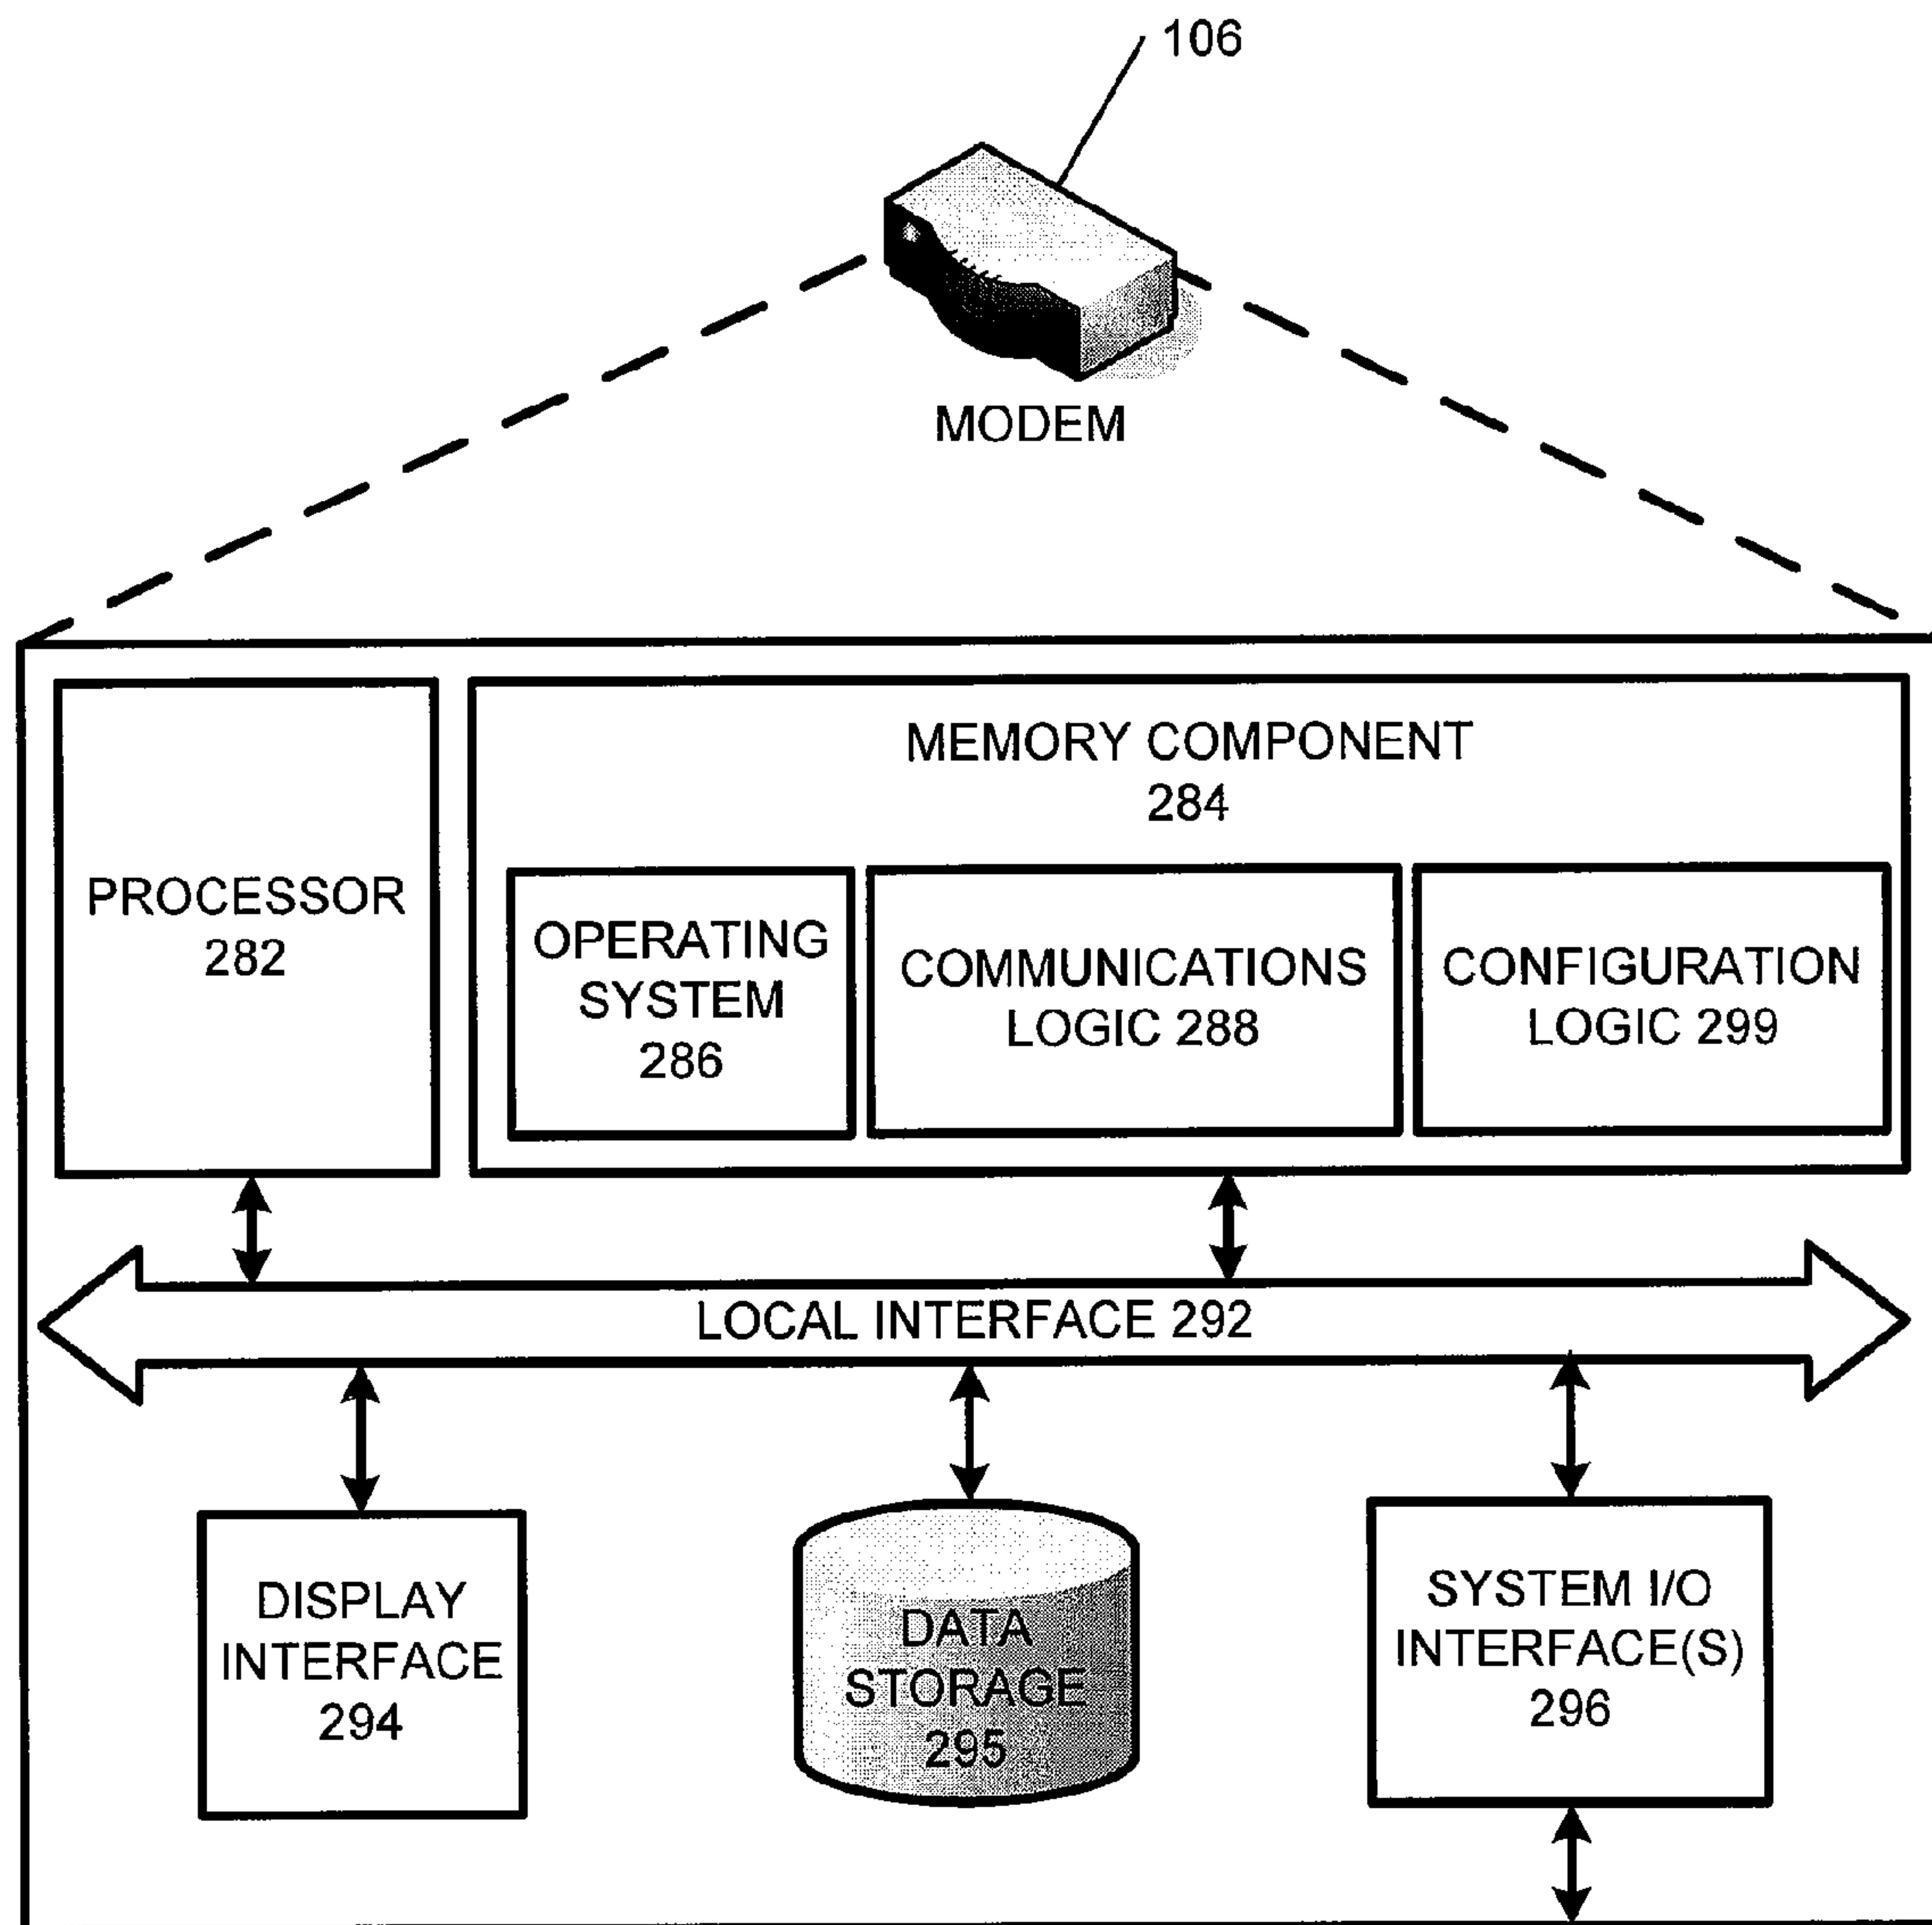 106
MODEM
PROCESSOR
282
MEMORY COMPONENT
284
OPERATING
SYSTEM
286
COMMUNICATIONS
LOGIC 288
CONFIGURATION
LOGIC 299
LOCAL INTERFACE 292
DISPLAY
INTERFACE
294
DATA
STORAGE
295
SYSTEM I/O
INTERFACE(S)
296